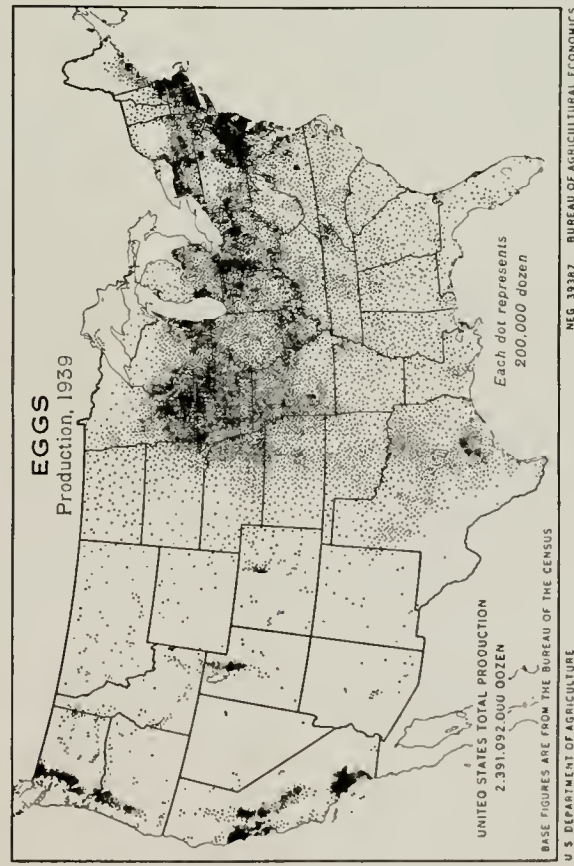 EGGS
Production, 1939
Each dot represents
200,000 dozen
UNITED STATES TOTAL PRODUCTION
2,391,092,000 DOZEN
BASE FIGURES ARE FROM THE BUREAU OF THE CENSUS
U S DEPARTMENT OF AGRICULTURE
NEG 39387 BUREAU OF AGRICULTURAL ECONOMICS